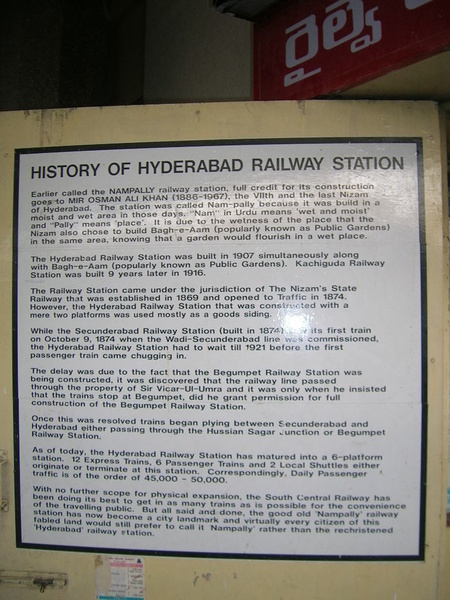 రైల్వే
HISTORY OF HYDERABAD RAILWAY STATION
Earlier called the NAMPALLY railway station, full credit for its construction
goes to MIR OSMAN ALI KHAN (1886-1967), the VIIth and the last Nizam
of Hyderabad. The station was called Nam-pally because it was build in a
moist and wet area in those days. "Nam" in Urdu means 'wet and moist'
and "Pally" means 'place'. It is due to the wetness of the place that the
Nizam also chose to build Bagh-e-Aam (popularly known as Public Gardens)
in the same area, knowing that a garden would flourish in a wet place.
The Hyderabad Railway Station was built in 1907 simultaneously along
with Bagh-e-Aam (popularly known as Public Gardens). Kachiguda Railway
Station was built 9 years later in 1916.
The Railway Station came under the jurisdiction of The Nizam's State
Railway that was established in 1869 and opened to Traffic in 1874.
However, the Hyderabad Railway Station that was constructed with a
mere two platforms was used mostly as a goods siding.
While the Secunderabad Railway Station (built in 1874) its first train
on October 9, 1874 when the Wadi-Secunderabad line was commissioned,
the Hyderabad Railway Station had to wait till 1921 before the first
passenger train came chugging in.
The delay was due to the fact that the Begumpet Railway Station was
being constructed, it was discovered that the railway line passed
through the property of Sir Vicar-Ul-Umra and it was only when he insisted
that the trains stop at Begumpet, did he grant permission for full
construction of the Begumpet Railway Station.
Once this was resolved trains began plying between Secunderabad and
Hyderabad either passing through the Hussian Sagar Junction or Begumpet
Railway Station.
As of today, the Hyderabad Railway Station has matured into a 6-platform
station. 12 Express Trains, 6 Passenger Trains and 2 Local Shuttles either
originate or terminate at this station. Correspondingly, Daily Passenger
traffic is of the order of 45,000 - 50,000.
With no further scope for physical expansion, the South Central Railway has
been doing its best to get in as many trains as is possible for the convenience
of the travelling public. But all said and done, the good old 'Nampally' railway
station has now become a city landmark and virtually every citizen of this
fabled land would still prefer to call it 'Nampally' rather than the rechristened
'Hyderabad' railway station.